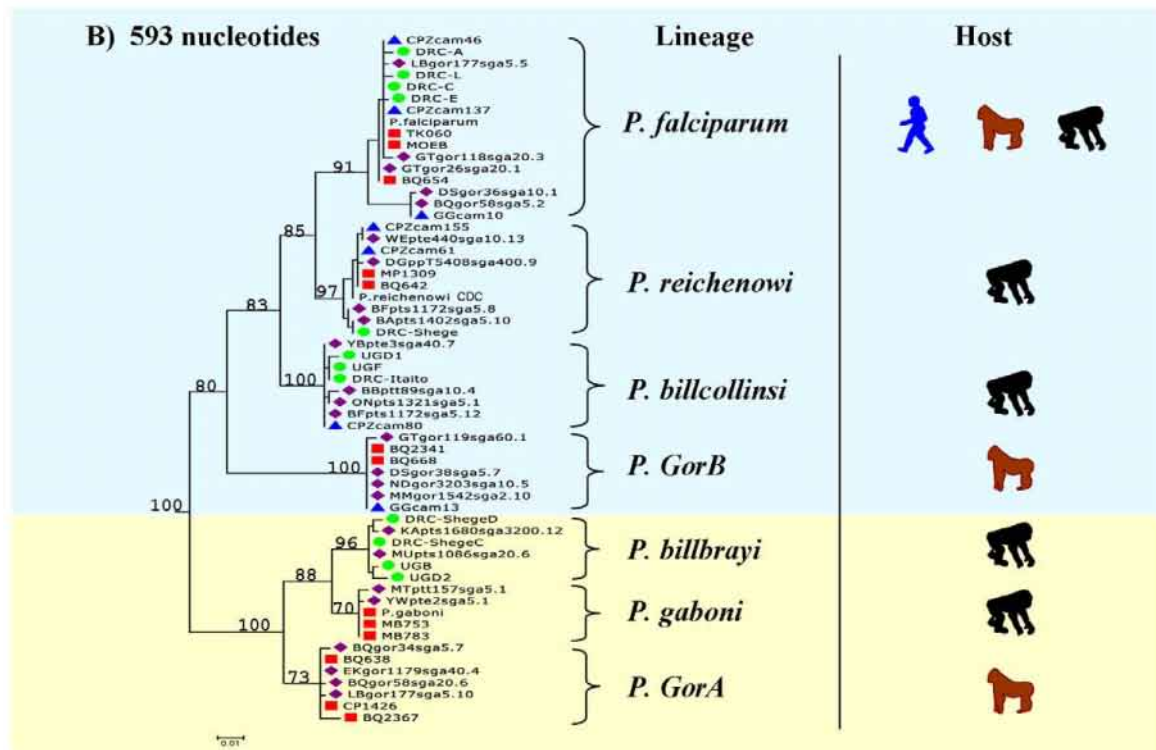 B) 593 nucleotides
Lineage
Host
CPZcam46
DRC-A
LBgor177sga5.5
DRC-L
DRC-C
DRC-E
CPZcam137
P.falciparum
TK060
MOEB
GTgor118sga20.3
GTgor26sga20.1
BQ654
DSgor36sga10.1
BQgor58sga5.2
GGcam10
P. falciparum
91
85
CPZcam155
WEpte440sga10.13
CPZcam61
DGppT5408sga400.9
MP1309
BQ642
P.reichenowi CDC
BFpts1172sga5.8
BApts1402sga5.10
DRC-Shege
P. reichenowi
97
83
YBpte3sga40.7
UGD1
UGF
DRC-Itaito
BBptt89sga10.4
ONpts1321sga5.1
BFpts1172sga5.12
CPZcam80
P. billcollinsi
100
80
GTgor119sga60.1
BQ2341
BQ668
DSgor38sga5.7
NDgor3203sga10.5
MMgor1542sga2.10
GGcam13
P. GorB
100
100
DRC-ShegeD
KApts1680sga3200.12
DRC-ShegeC
MUpts1086sga20.6
UGB
UGD2
P. billbrayi
96
88
MTptt157sga5.1
YWpte2sga5.1
P.gaboni
MB753
MB783
P. gaboni
70
100
BQgor34sga5.7
BQ638
EKgor1179sga40.4
BQgor58sga20.6
LBgor177sga5.10
CP1426
BQ2367
P. GorA
73
0.01